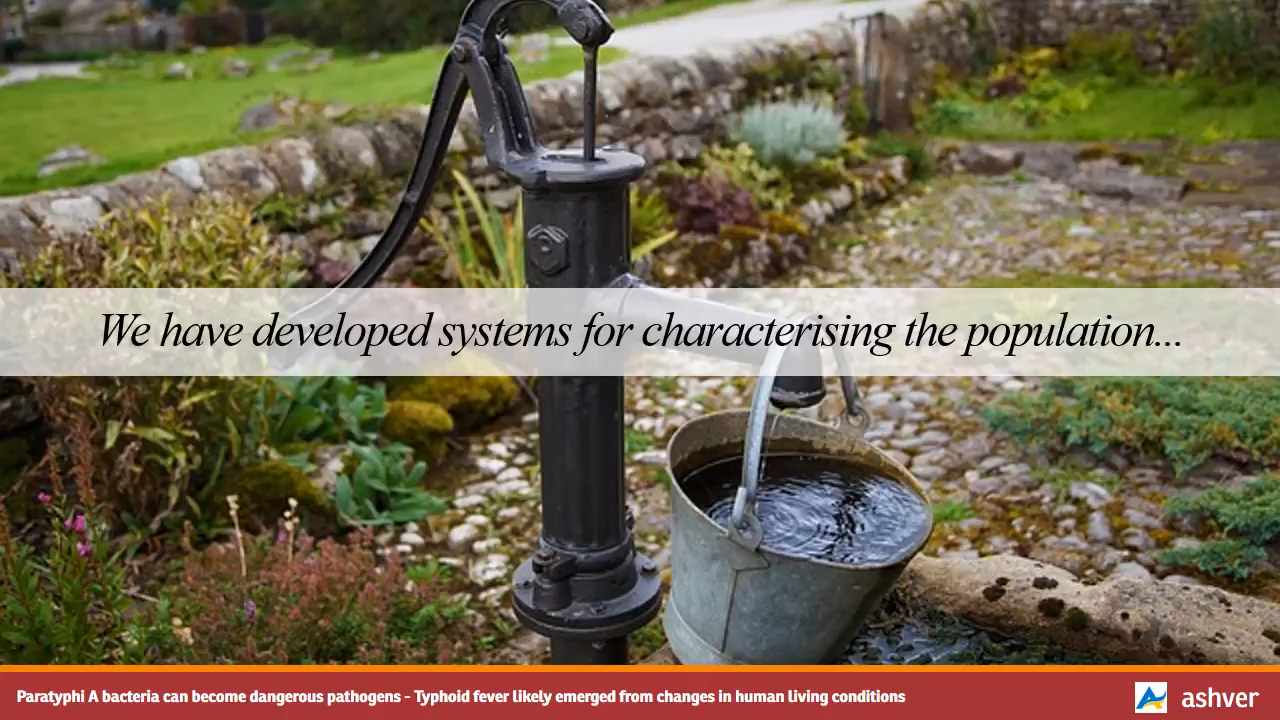 We have developed systems for characterising the population...
Paratyphi A bacteria can become dangerous pathogens - Typhoid fever likely emerged from changes in human living conditions
ashver